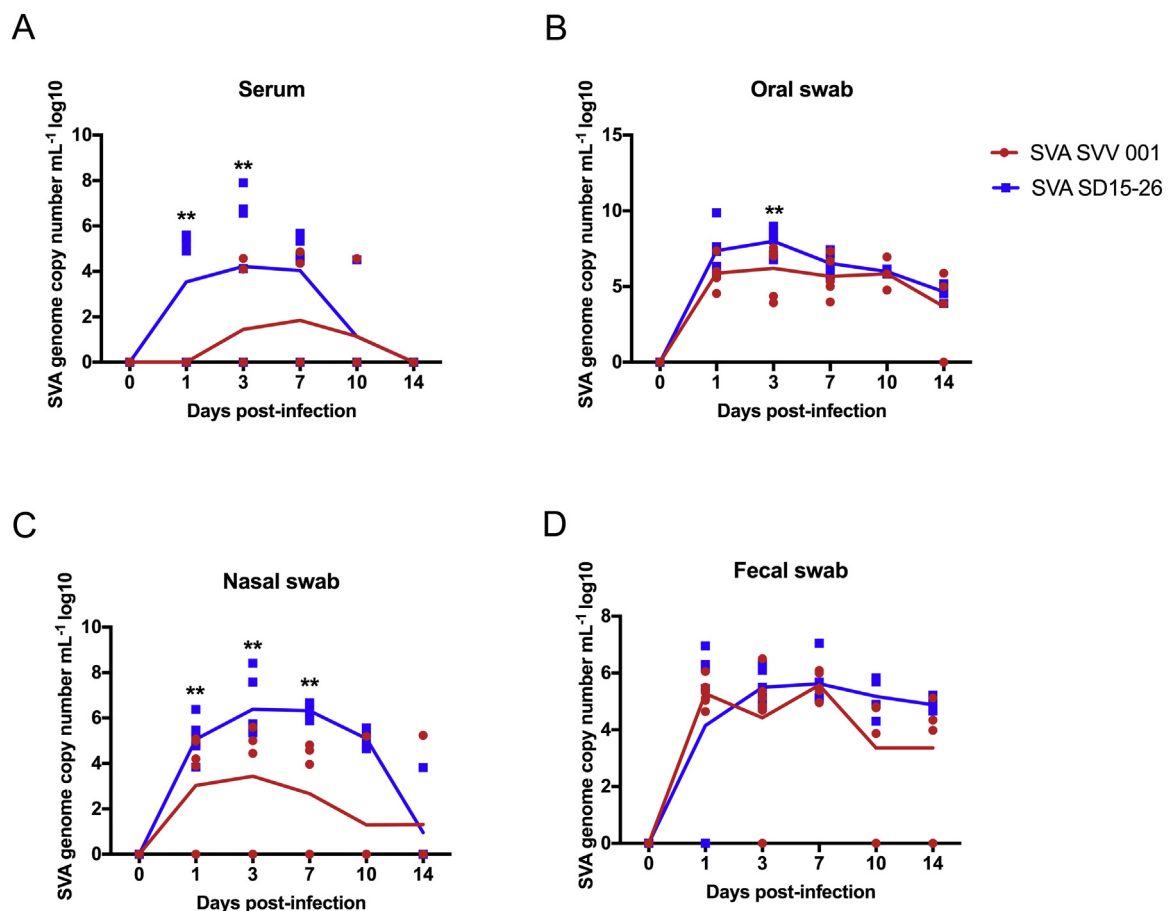 A
Serum
SVA genome copy number mL⁻¹ log10
10
8
6
4
2
0
**
**
0 1 3 7 10 14
Days post-infection
B
Oral swab
SVA genome copy number mL⁻¹ log10
15
10
5
0
**
0 1 3 7 10 14
Days post-infection
SVA SVV 001
SVA SD15-26
C
Nasal swab
SVA genome copy number mL⁻¹ log10
10
8
6
4
2
0
**
**
**
0 1 3 7 10 14
Days post-infection
D
Fecal swab
SVA genome copy number mL⁻¹ log10
8
6
4
2
0
0 1 3 7 10 14
Days post-infection